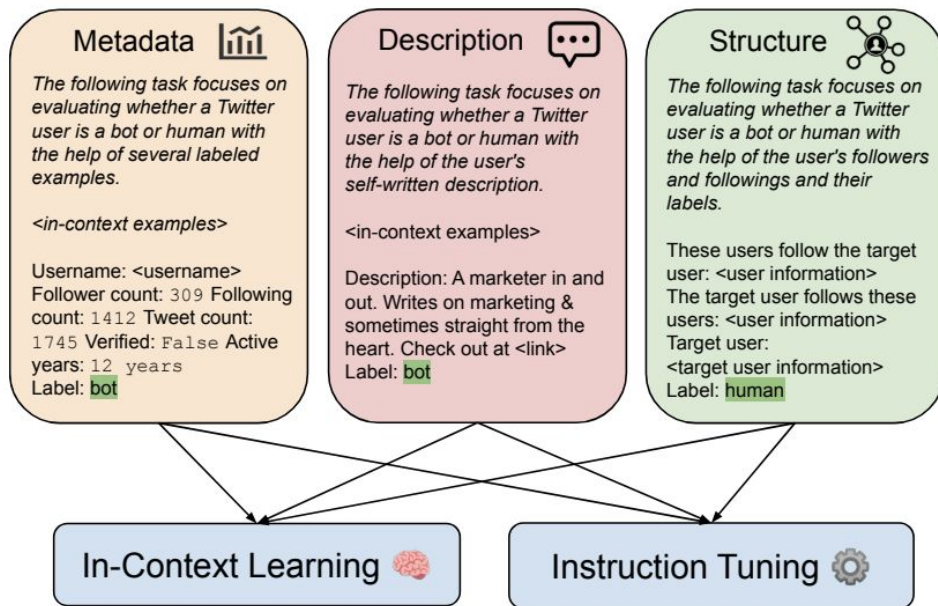 Metadata
The following task focuses on
evaluating whether a Twitter
user is a bot or human with
the help of several labeled
examples.
<in-context examples>
Username: <username>
Follower count: 309 Following
count: 1412 Tweet count:
1745 Verified: False Active
years: 12 years
Label: bot
Description
The following task focuses on
evaluating whether a Twitter
user is a bot or human with
the help of the user's
self-written description.
<in-context examples>
Description: A marketer in and
out. Writes on marketing &
sometimes straight from the
heart. Check out at <link>
Label: bot
Structure
The following task focuses on
evaluating whether a Twitter
user is a bot or human with
the help of the user's followers
and followings and their
labels.
These users follow the target
user: <user information>
The target user follows these
users: <user information>
Target user:
<target user information>
Label: human
In-Context Learning
Instruction Tuning